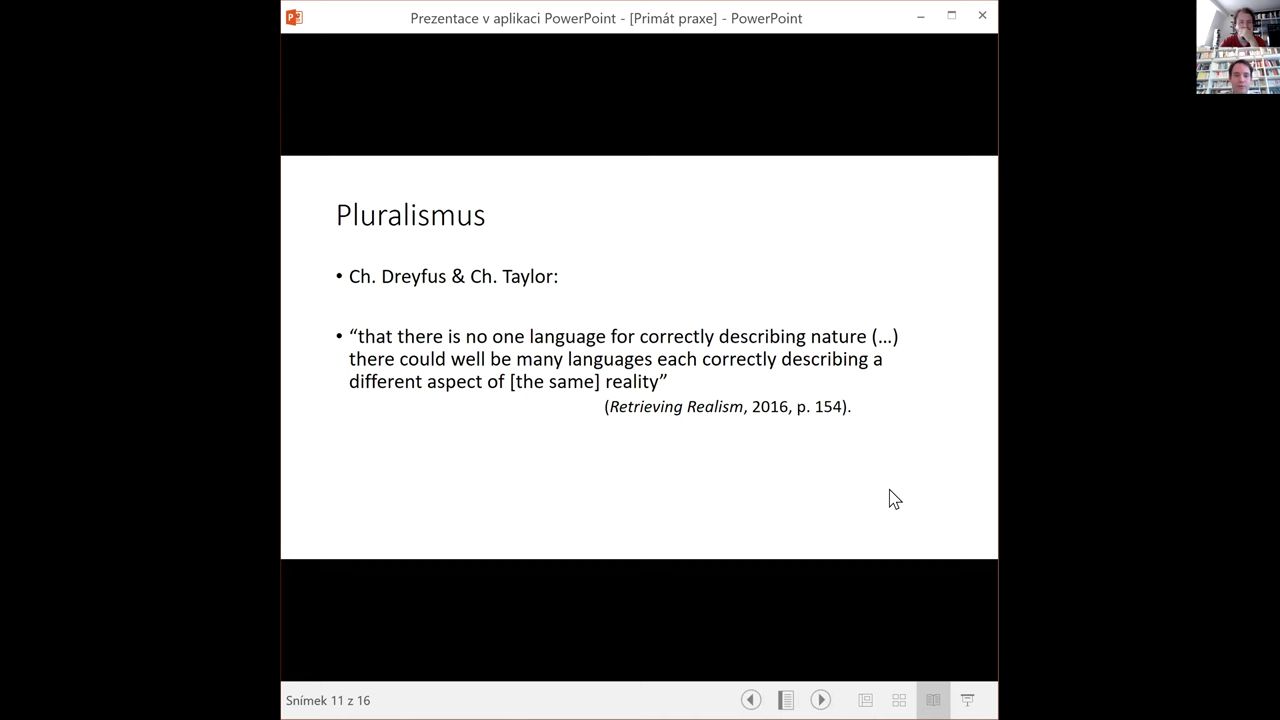 Prezentace v aplikaci PowerPoint - [Primát praxe] - PowerPoint
Pluralismus
• Ch. Dreyfus & Ch. Taylor:
• “that there is no one language for correctly describing nature (…)
there could well be many languages each correctly describing a
different aspect of [the same] reality”
(Retrieving Realism, 2016, p. 154).
Snímek 11 z 16